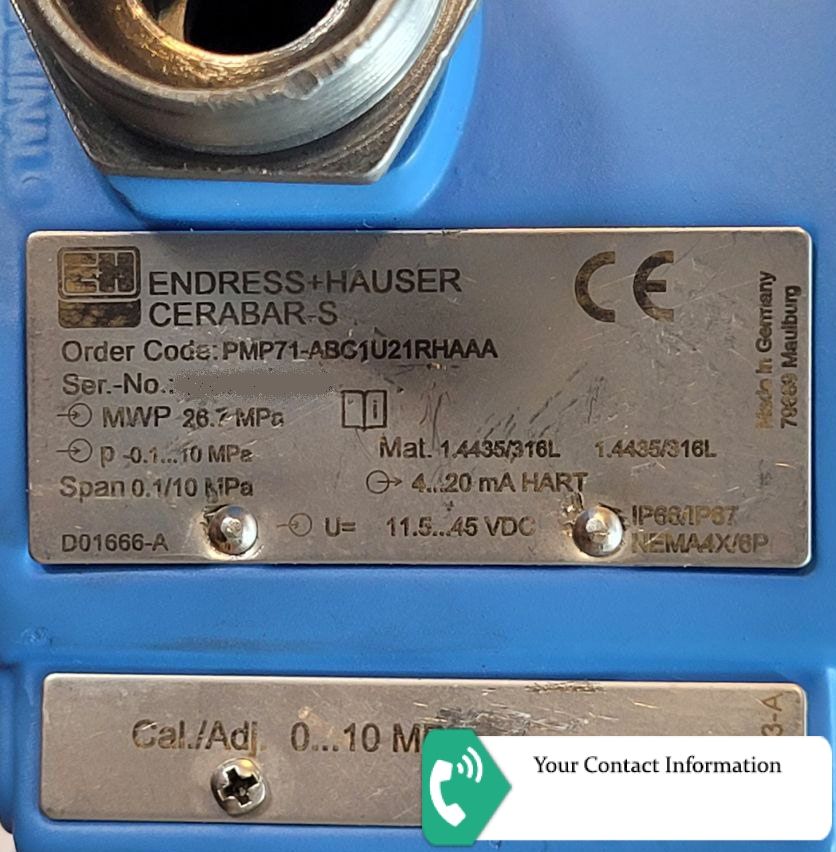 E+H ENDRESS+HAUSER
CERABAR-S
CE
Order Code: PMP71-ABC1U21RHAAA
Ser.-No.:
MWP 26.7 MPa
p -0.1...10 MPa
Mat. 1.4435/316L 1.4435/316L
Span 0.1/10 MPa
4...20 mA HART
U= 11.5...45 VDC
IP66/IP67
NEMA4X/6P
D01666-A
Made in Germany
79689 Maulburg
Cal./Adj. 0...10
3-A
Your Contact Information